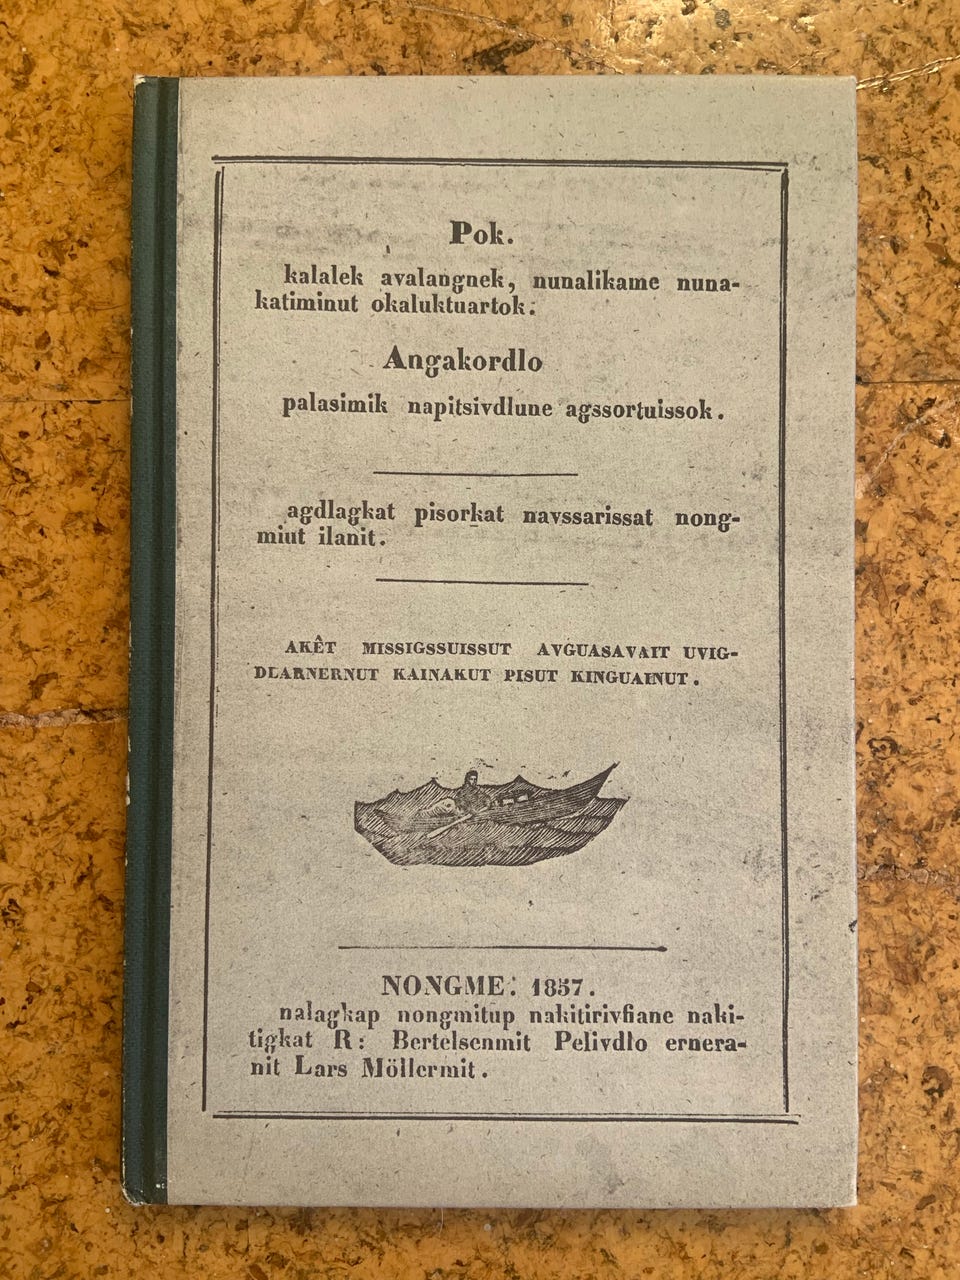 Pok.
kalalek avalangnek, nunalikame nuna-
katiminut okaluktuartok:
Angakordlo
palasimik napitsivdlune agssortuissok.
agdlagkat pisorkat navssarissat nong-
miut ilanit.
AKÊT MISSIGSSUISSUT AVGUASAVAIT UVIG-
DLARNERNUT KAINAKUT PISUT KINGUAINUT.
NONGME: 1857.
nalagkap nongmitup nakitirivfiane naki-
tigkat R: Bertelsenmit Pelivdlo ernera-
nit Lars Möllermit.